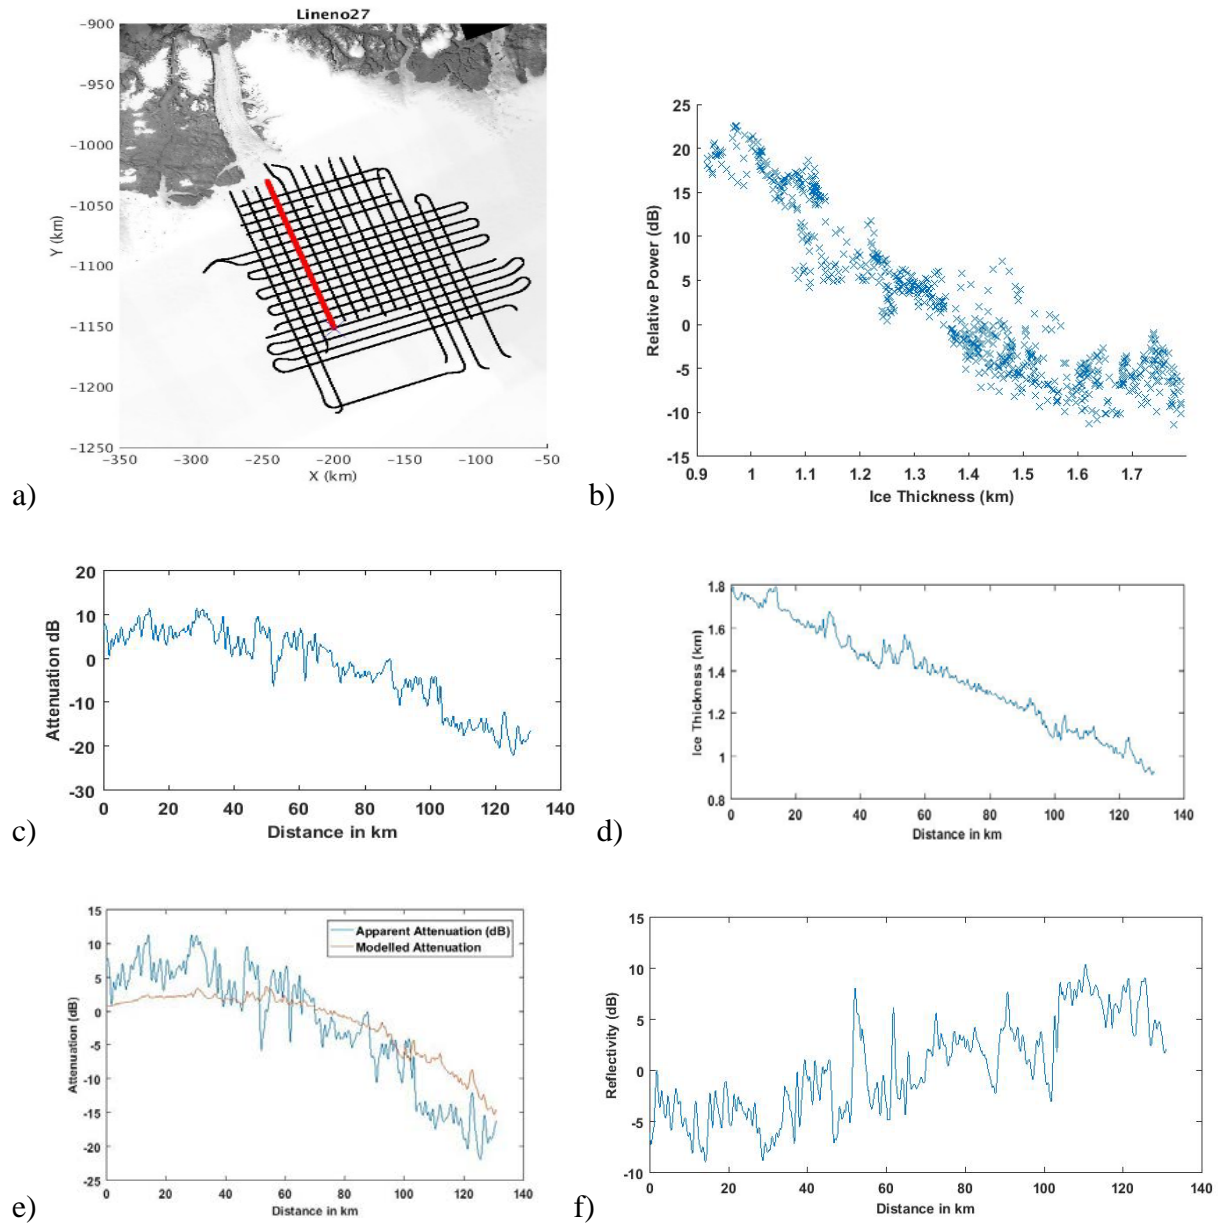 Lineno27
-900
-950
-1000
-1050
-1100
-1150
-1200
-1250
Y (km)
-350 -300 -250 -200 -150 -100 -50
X (km)
a)
25
20
15
10
5
0
-5
-10
-15
Relative Power (dB)
0.9 1 1.1 1.2 1.3 1.4 1.5 1.6 1.7
Ice Thickness (km)
b)
20
10
0
-10
-20
-30
Attenuation dB
0 20 40 60 80 100 120 140
Distance in km
c)
1.8
1.6
1.4
1.2
1
0.8
Ice Thickness (km)
0 20 40 60 80 100 120 140
Distance in km
d)
15
10
5
0
-5
-10
-15
-20
-25
Attenuation (dB)
Apparent Attenuation (dB)
Modelled Attenuation
0 20 40 60 80 100 120 140
Distance in km
e)
15
10
5
0
-5
-10
Reflectivity (dB)
0 20 40 60 80 100 120 140
Distance in km
f)